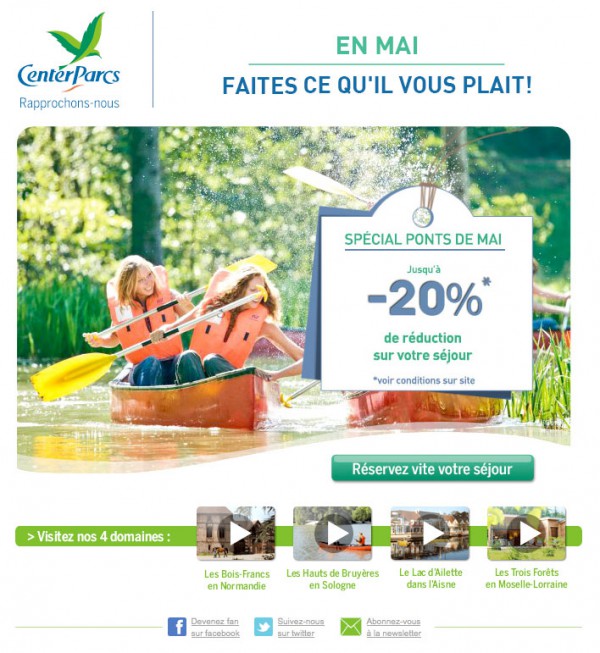 CenterParcs
Rapprochons-nous
EN MAI
FAITES CE QU'IL VOUS PLAIT!
SPÉCIAL PONTS DE MAI
Jusqu'à
-20%*
de réduction
sur votre séjour
*voir conditions sur site
Réservez vite votre séjour
> Visitez nos 4 domaines :
Les Bois-Francs
en Normandie
Les Hauts de Bruyères
en Sologne
Le Lac d'Ailette
dans l'Aisne
Les Trois Forêts
en Moselle-Lorraine
Devenez fan
sur facebook
Suivez-nous
sur twitter
Abonnez-vous
à la newsletter